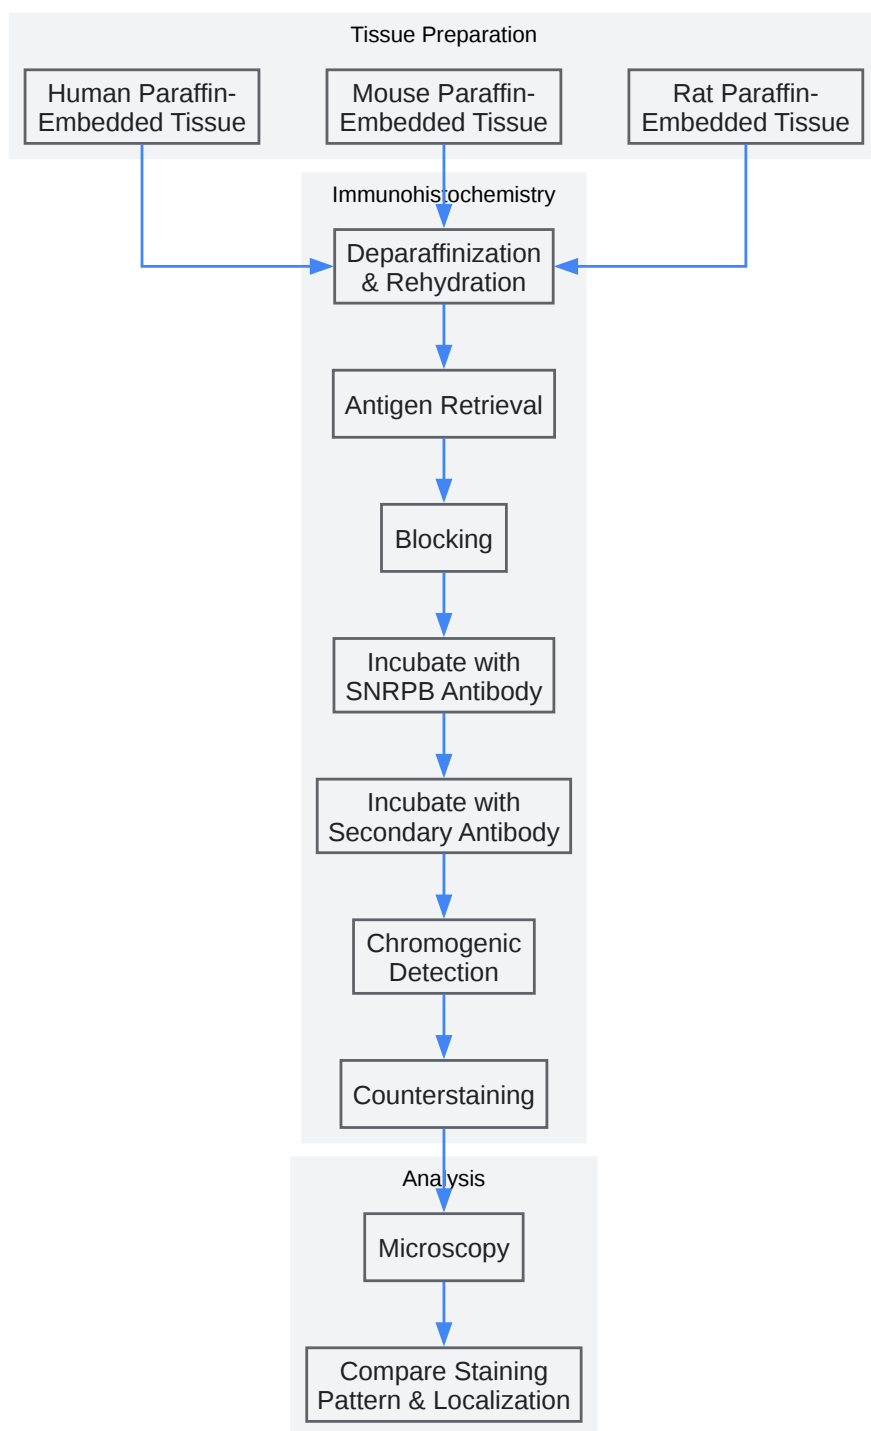 Tissue Preparation
Human Paraffin-
Embedded Tissue
Mouse Paraffin-
Embedded Tissue
Rat Paraffin-
Embedded Tissue
Immunohistochemistry
Deparaffinization
& Rehydration
Antigen Retrieval
Blocking
Incubate with
SNRPB Antibody
Incubate with
Secondary Antibody
Chromogenic
Detection
Counterstaining
Analysis
Microscopy
Compare Staining
Pattern & Localization